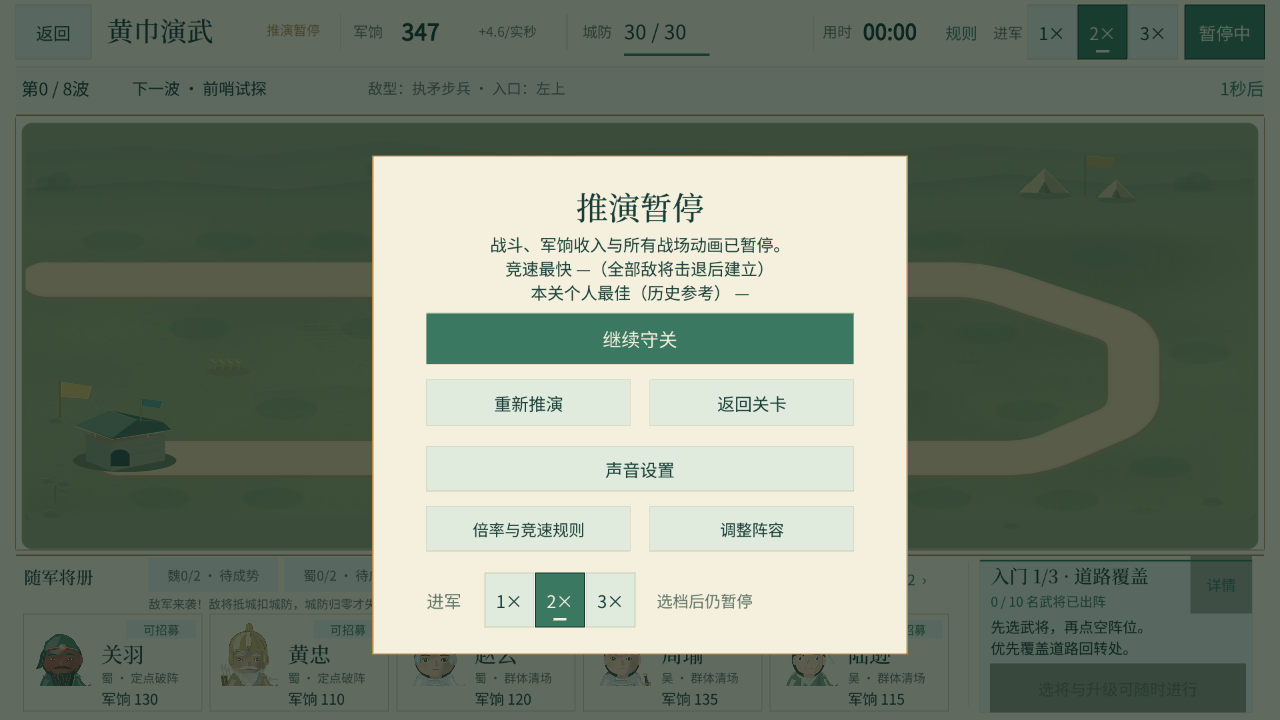 返回
黄巾演武
推演暂停
军饷 347 +4.6/实秒
城防 30 / 30
用时 00:00
规则
进军 1× 2× 3×
暂停中
第0 / 8波
下一波 · 前哨试探
敌型：执矛步兵 · 入口：左上
1秒后
推演暂停
战斗、军饷收入与所有战场动画已暂停。
竞速最快 —（全部敌将击退后建立）
本关个人最佳（历史参考） —
继续守关
重新推演
返回关卡
声音设置
倍率与竞速规则
调整阵容
进军 1× 2× 3× 选档后仍暂停
随军将册
魏0/2 · 待成势
蜀0/2 · 待
2 ›
敌军来袭！敌将抵城扣城防，城防归零才失
可招募
关羽
蜀 · 定点破阵
军饷 130
可招募
黄忠
蜀 · 定点破阵
军饷 110
赵云
蜀 · 群体清场
军饷 120
周瑜
吴 · 群体清场
军饷 135
募
陆逊
吴 · 群体清场
军饷 115
入门 1/3 · 道路覆盖
详情
0 / 10 名武将已出阵
先选武将，再点空阵位。
优先覆盖道路回转处。
选将与升级可随时进行